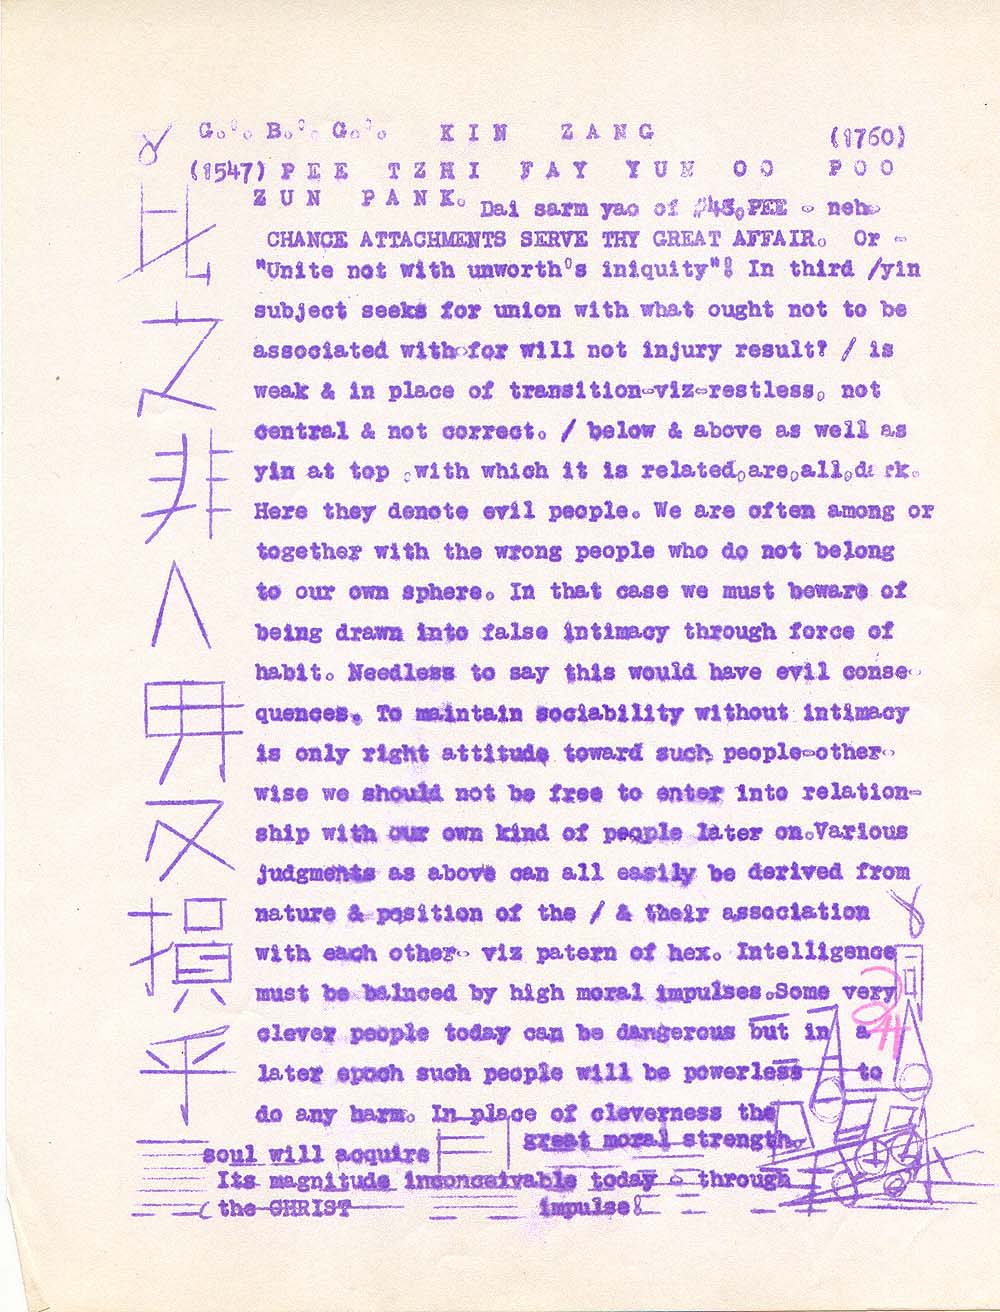 G. B. G. KIN ZANG (1760)
(1547) PEE TZHI FAY YUN OO POO
ZUN PANK.
Dai sarm yao of PEE - neh-
CHANCE ATTACHMENTS SERVE THY GREAT AFFAIR. Or -
"Unite not with unworth's iniquity"! In third /yin
subject seeks for union with what ought not to be
associated with-for will not injury result? / is
weak & in place of transition-viz-restless, not
central & not correct. / below & above as well as
yin at top ,with which it is related,are,all,dark.
Here they denote evil people. We are often among or
together with the wrong people who do not belong
to our own sphere. In that case we must beware of
being drawn into false intimacy through force of
habit. Needless to say this would have evil conse-
quences. To maintain sociability without intimacy
is only right attitude toward such people-other-
wise we should not be free to enter into relation-
ship with our own kind of people later on.Various
judgments as above can all easily be derived from
nature & position of the / & their association
with each other- viz patern of hex. Intelligence
must be balnced by high moral impulses.Some very
clever people today can be dangerous but in a
later epoch such people will be powerless to
do any harm. In place of cleverness the
soul will acquire great moral strength.
Its magnitude inconceivable today - through
(the CHRIST impulse!
比
之
非
人
又
損
乎